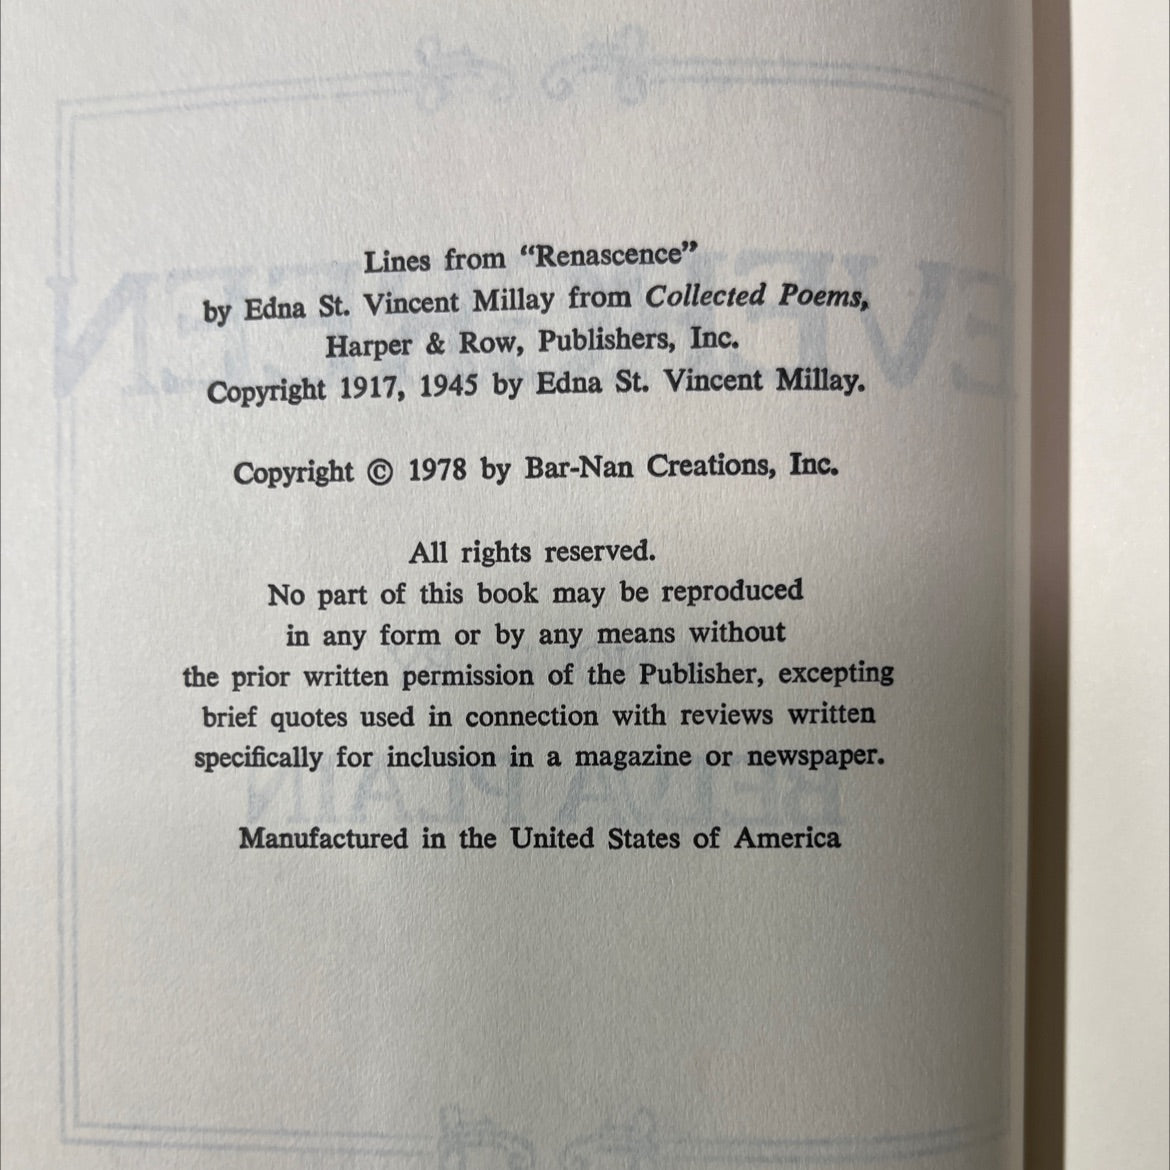 Lines from “Renascence”
by Edna St. Vincent Millay from Collected Poems,
Harper & Row, Publishers, Inc.
Copyright 1917, 1945 by Edna St. Vincent Millay.
Copyright © 1978 by Bar-Nan Creations, Inc.
All rights reserved.
No part of this book may be reproduced
in any form or by any means without
the prior written permission of the Publisher, excepting
brief quotes used in connection with reviews written
specifically for inclusion in a magazine or newspaper.
Manufactured in the United States of America